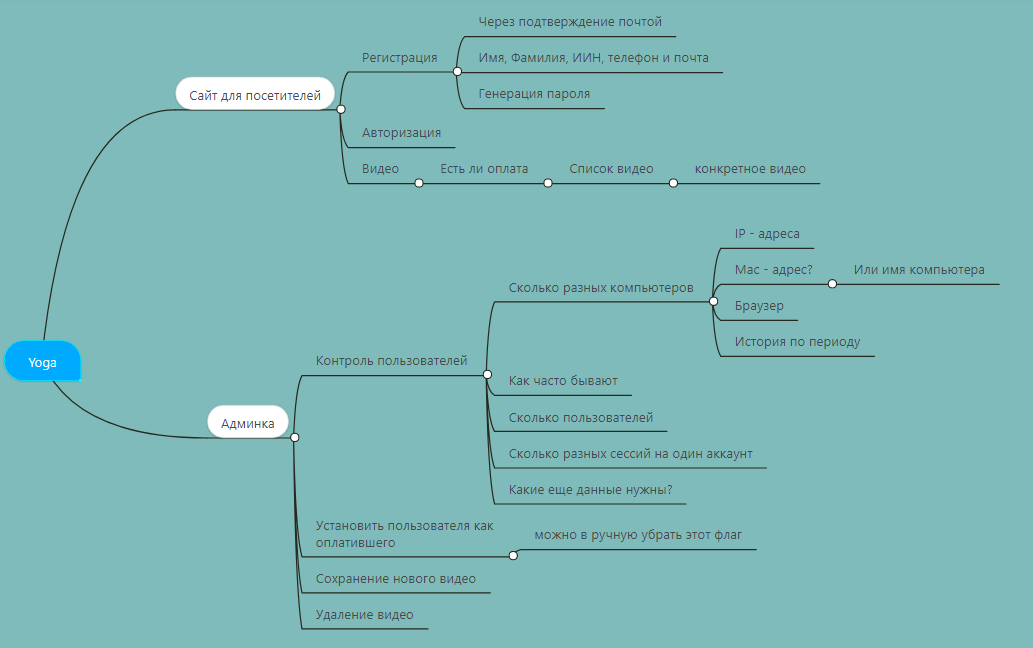 Через подтверждение почтой
Регистрация
Имя, Фамилия, ИИН, телефон и почта
Генерация пароля
Сайт для посетителей
Авторизация
Видео
Есть ли оплата
Список видео
конкретное видео
IP - адреса
Мас - адрес?
Или имя компьютера
Сколько разных компьютеров
Браузер
История по периоду
Yoga
Контроль пользователей
Как часто бывают
Сколько пользователей
Админка
Сколько разных сессий на один аккаунт
Какие еще данные нужны?
Установить пользователя как
оплатившего
можно в ручную убрать этот флаг
Сохранение нового видео
Удаление видео